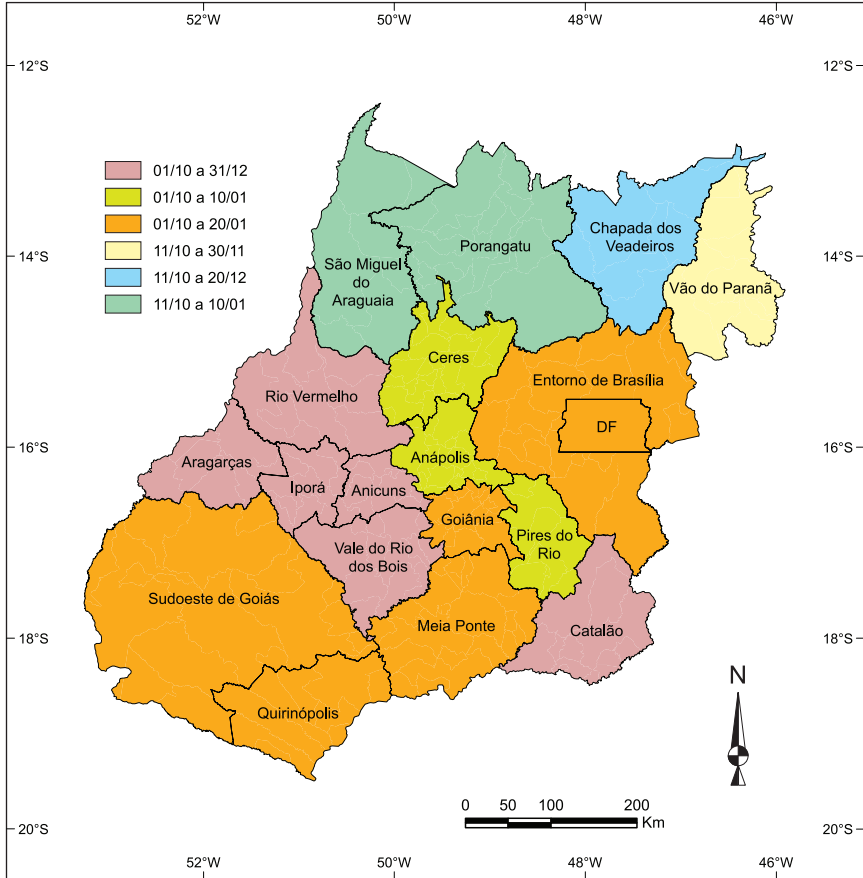 52°W
50°W
48°W
46°W
12°S
12°S
01/10 a 31/12
01/10 a 10/01
01/10 a 20/01
11/10 a 30/11
11/10 a 20/12
11/10 a 10/01
Chapada dos
Veadeiros
Porangatu
14°S
14°S
São Miguel
do
Araguaia
Vão do Paranã
Ceres
Entorno de Brasília
Rio Vermelho
DF
16°S
16°S
Aragarças
Anápolis
Iporá
Anicuns
Goiânia
Pires do
Rio
Vale do Rio
dos Bois
Sudoeste de Goiás
Meia Ponte
Catalão
18°S
18°S
Quirinópolis
N
0 50 100 200
Km
20°S
20°S
52°W
50°W
48°W
46°W